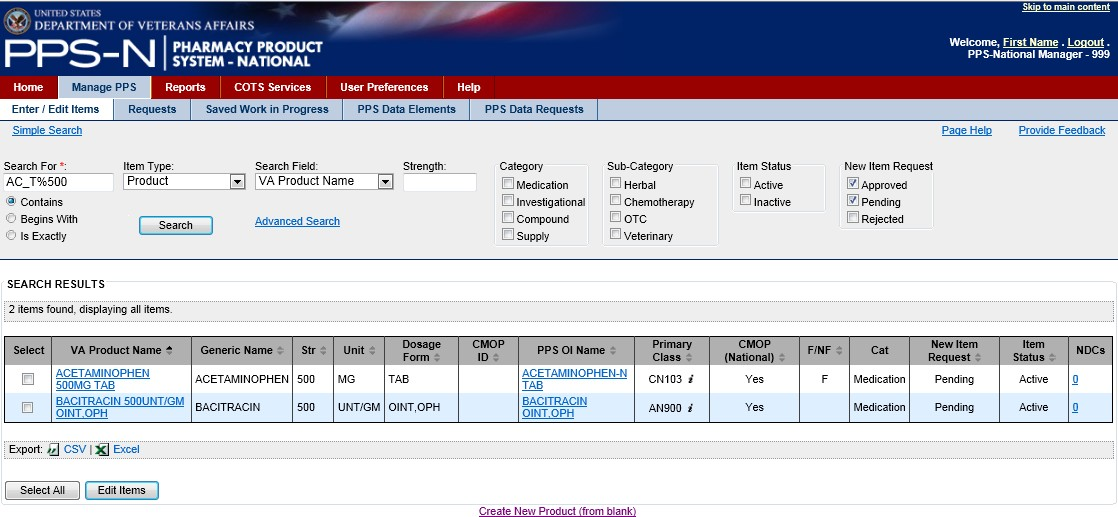 Skip to main content
UNITED STATES
DEPARTMENT OF VETERANS AFFAIRS
PPS-N PHARMACY PRODUCT
SYSTEM - NATIONAL
Welcome, First Name . Logout .
PPS-National Manager - 999
Home Manage PPS Reports COTS Services User Preferences Help
Enter / Edit Items Requests Saved Work in Progress PPS Data Elements PPS Data Requests
Simple Search Page Help Provide Feedback
Search For *: Item Type: Search Field: Strength: Category Sub-Category Item Status New Item Request
AC_T%500 Product VA Product Name Medication Herbal Active Approved
Contains Investigational Chemotherapy Inactive Pending
Begins With Search Advanced Search Compound OTC Rejected
Is Exactly Supply Veterinary
SEARCH RESULTS
2 items found, displaying all items.
Select VA Product Name Generic Name Str Unit Dosage Form CMOP ID PPS OI Name Primary Class CMOP (National) F/NF Cat New Item Request Item Status NDCs
ACETAMINOPHEN 500MG TAB ACETAMINOPHEN 500 MG TAB ACETAMINOPHEN-N TAB CN103 i Yes F Medication Pending Active 0
BACITRACIN 500UNT/GM OINT,OPH BACITRACIN 500 UNT/GM OINT,OPH BACITRACIN OINT,OPH AN900 i Yes Medication Pending Active 0
Export: CSV | Excel
Select All Edit Items
Create New Product (from blank)